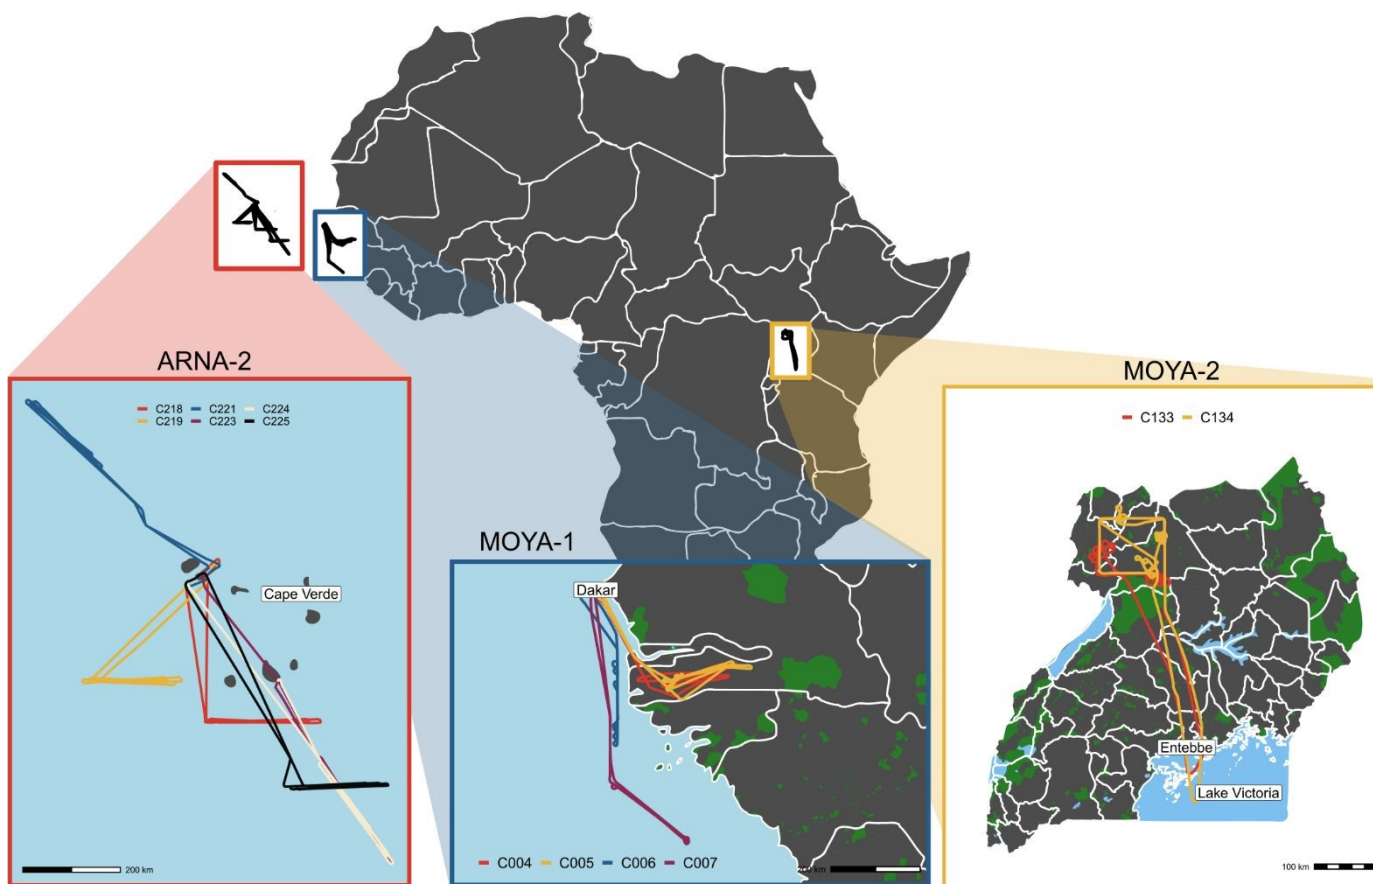 ARNA-2
C218 C221 C224
C219 C223 C225
Cape Verde
200 km
MOYA-1
Dakar
C004 C005 C006 C007
km
MOYA-2
C133 C134
Entebbe
Lake Victoria
100 km